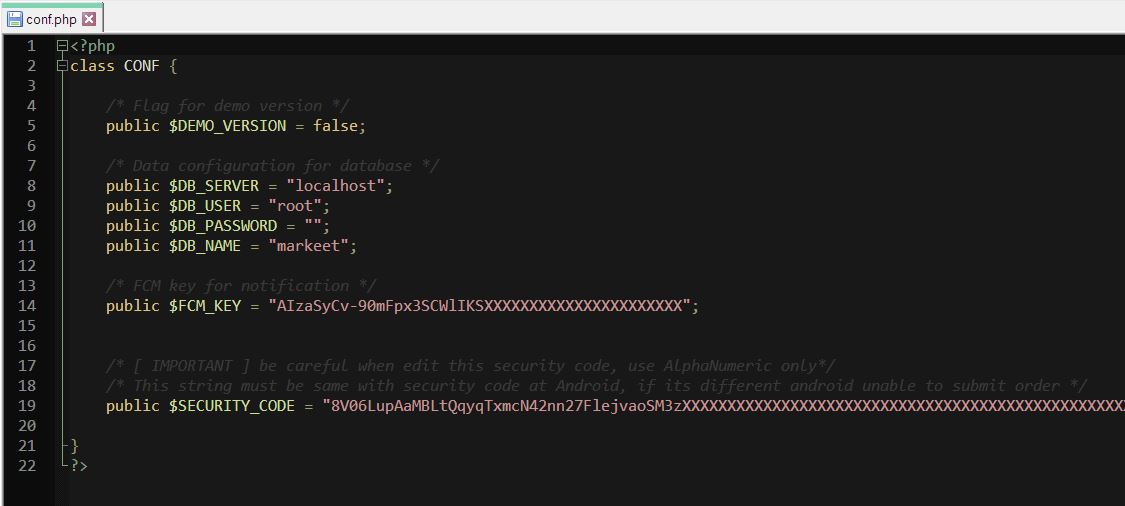 conf.php
1 <?php
2 class CONF {
3
4 /* Flag for demo version */
5 public $DEMO_VERSION = false;
6
7 /* Data configuration for database */
8 public $DB_SERVER = "localhost";
9 public $DB_USER = "root";
10 public $DB_PASSWORD = "";
11 public $DB_NAME = "markeet";
12
13 /* FCM key for notification */
14 public $FCM_KEY = "AIzaSyCv-90mFpx3SCWlIKSXXXXXXXXXXXXXXXXXXXXXX";
15
16
17 /* [ IMPORTANT ] be careful when edit this security code, use AlphaNumeric only*/
18 /* This string must be same with security code at Android, if its different android unable to submit order */
19 public $SECURITY_CODE = "8V06LupAaMBLtQqyqTxmcN42nn27FlejvaoSM3zXXXXXXXXXXXXXXXXXXXXXXXXXXXXXXXXXXXXXXXXXXXXXXXXX
20
21 }
22 ?>